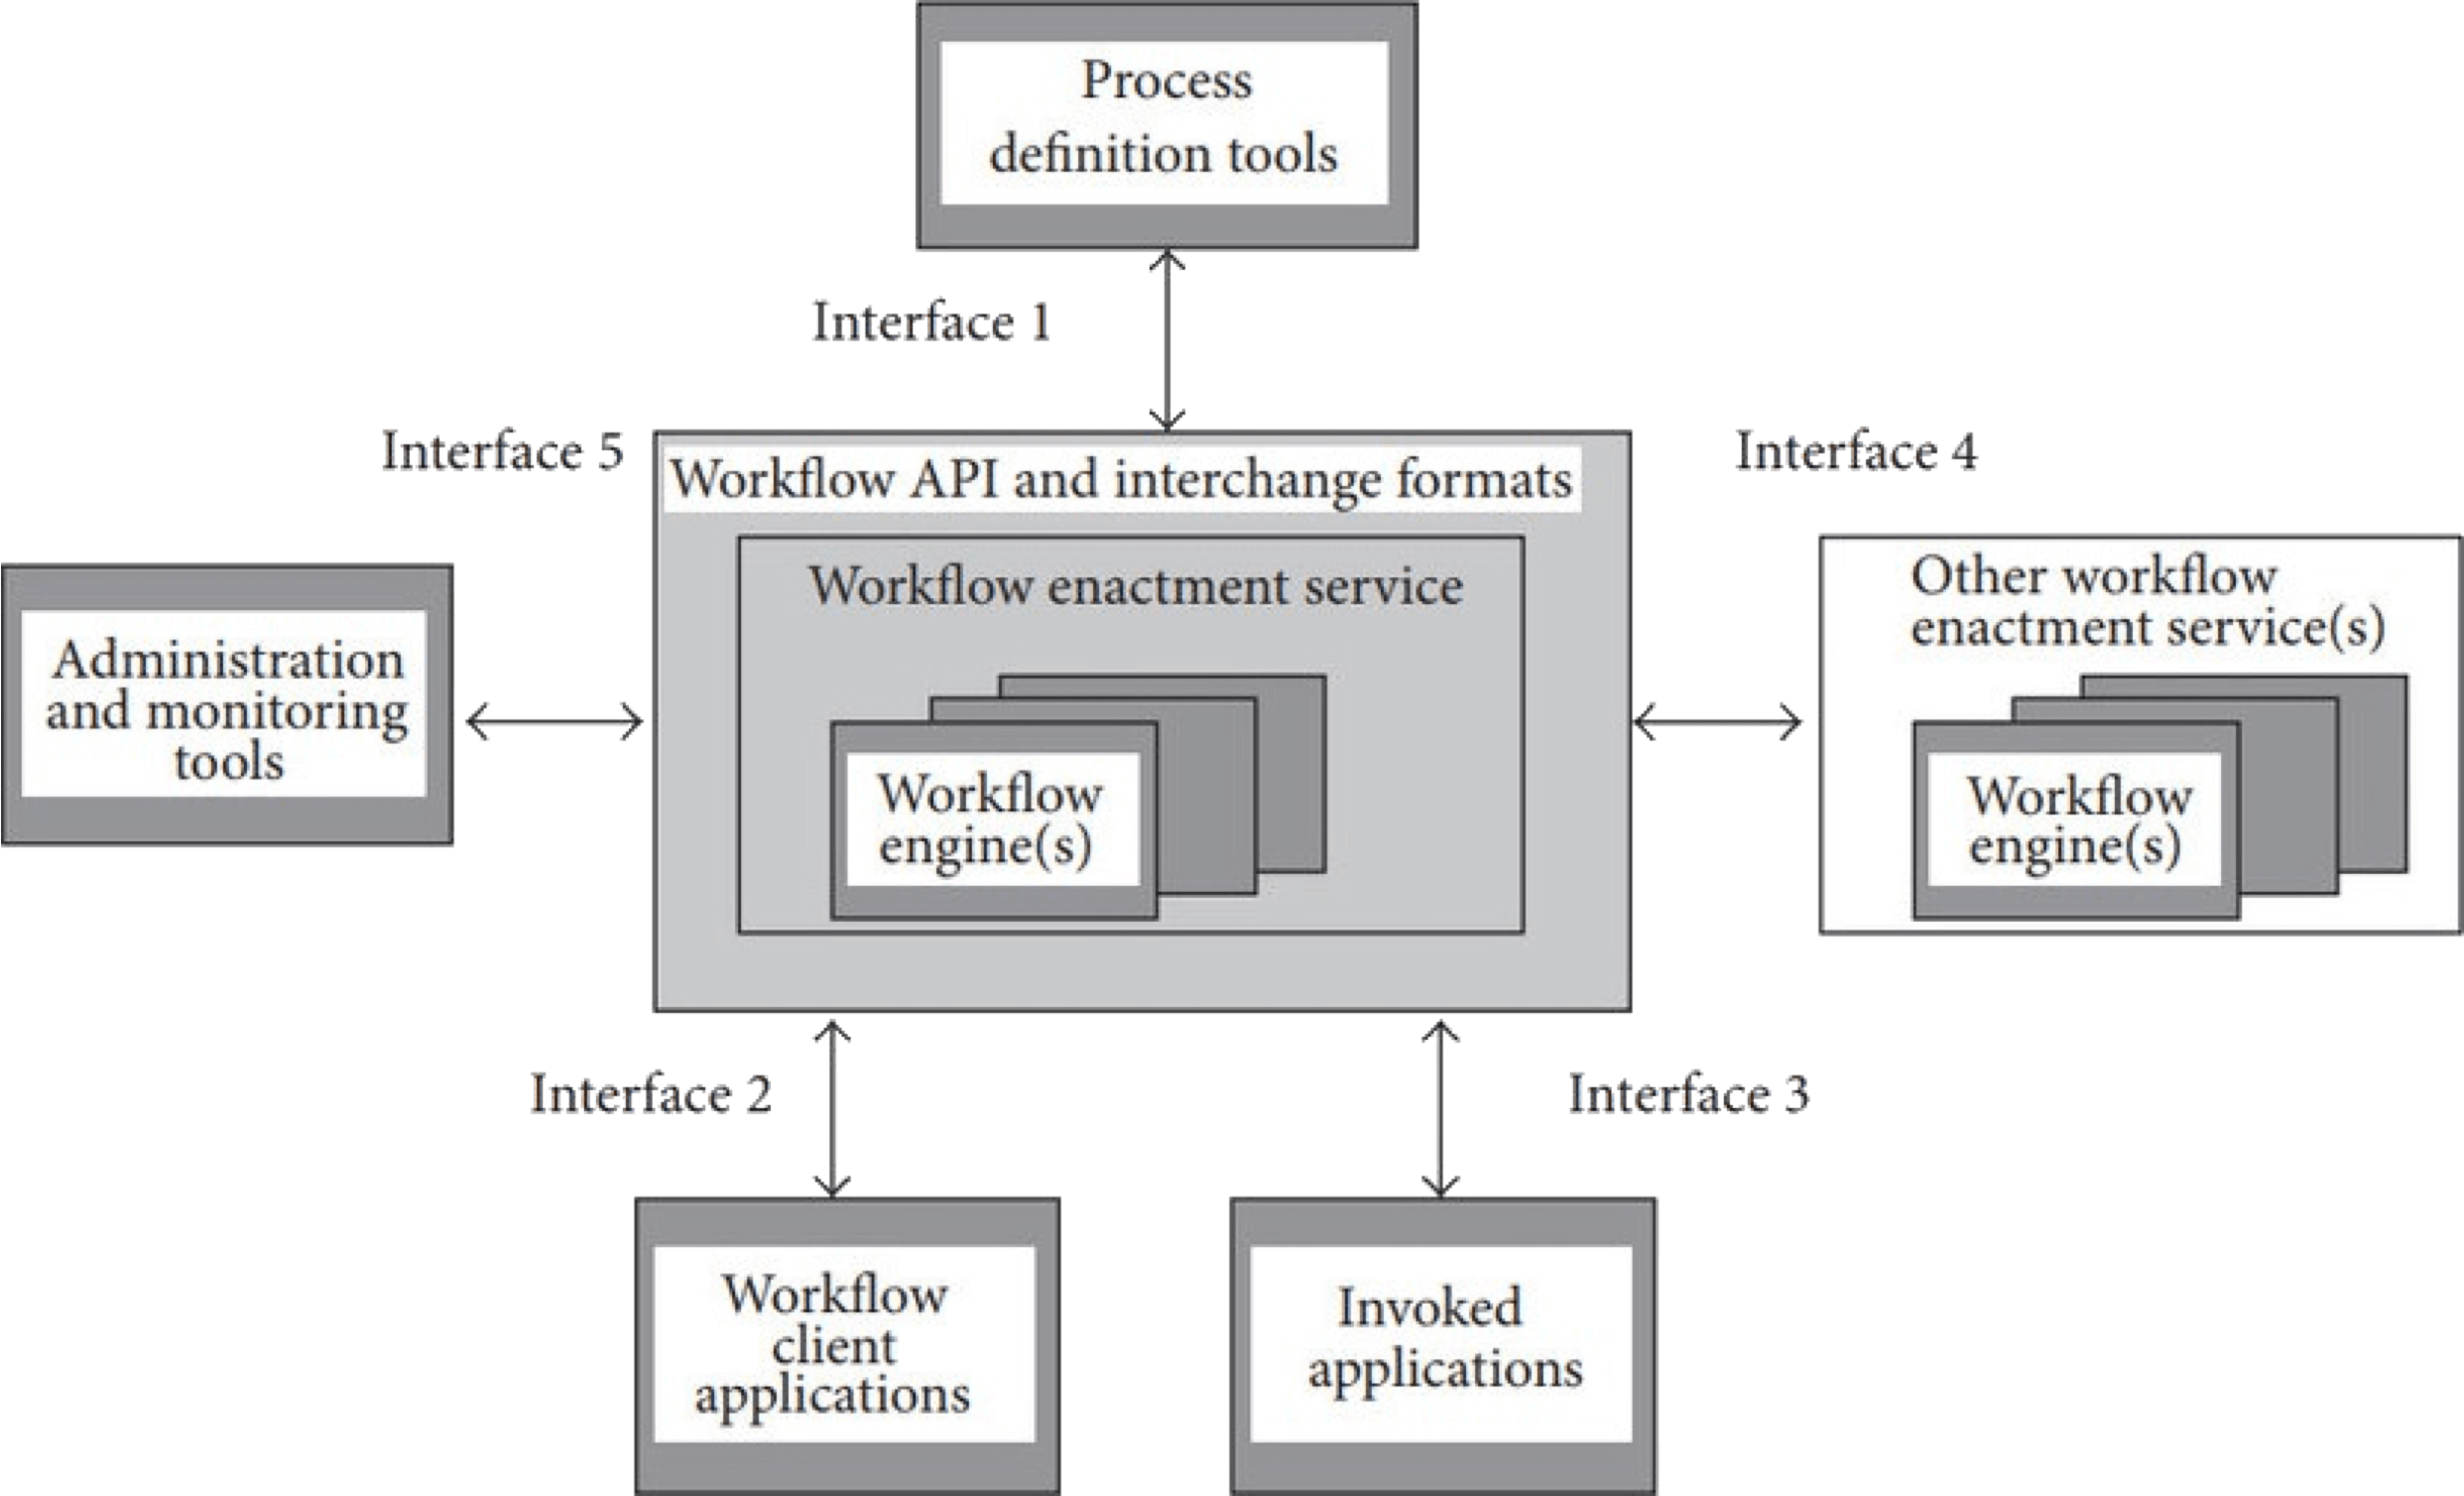 Process
definition tools
Interface 1
Interface 5
Workflow API and interchange formats
Interface 4
Workflow enactment service
Other workflow
enactment service(s)
Administration
and monitoring
tools
Workflow
engine(s)
Workflow
engine(s)
Interface 2
Interface 3
Workflow
client
applications
Invoked
applications